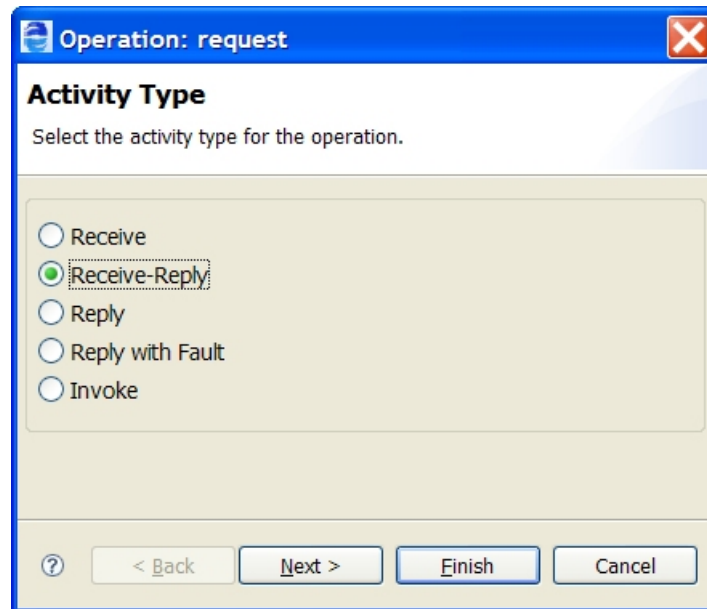 Operation: request
Activity Type
Select the activity type for the operation.
Receive
Receive-Reply
Reply
Reply with Fault
Invoke
? < Back Next > Finish Cancel